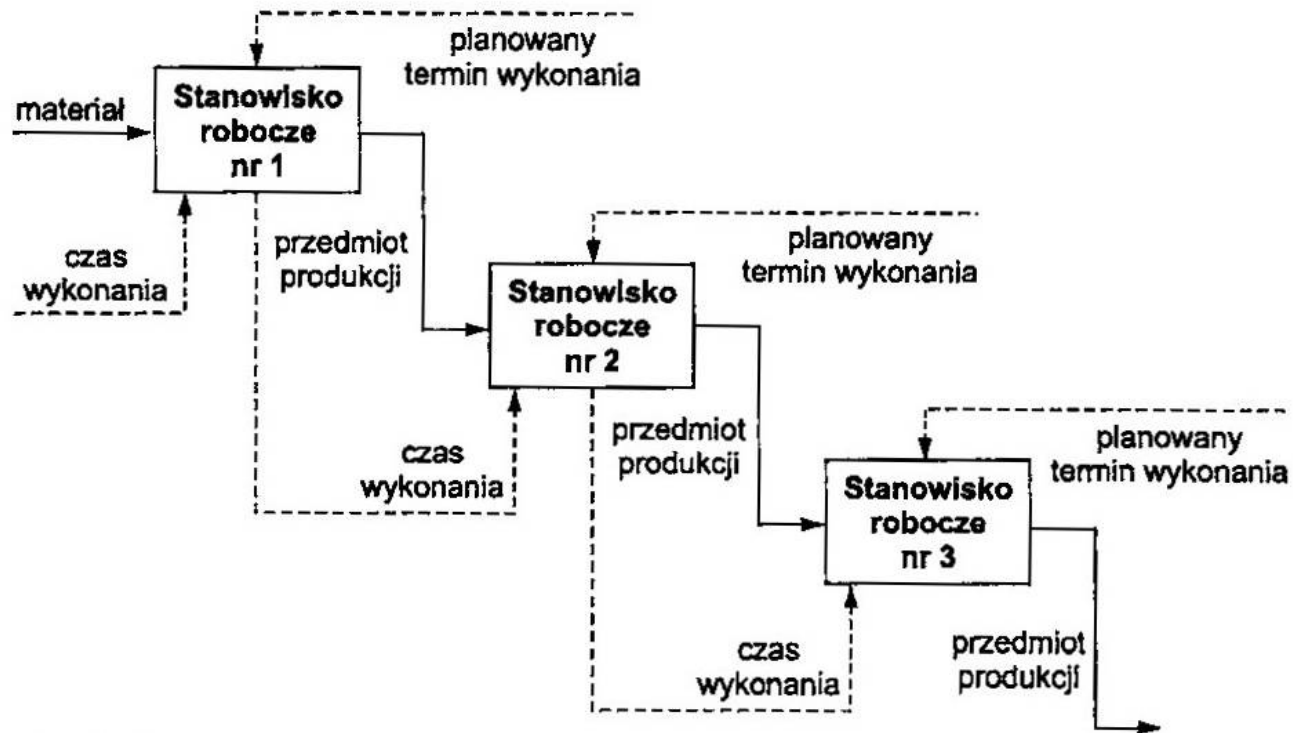 planowany
termin wykonania
materiał
Stanowisko
robocze
nr 1
czas
wykonania
przedmiot
produkcji
planowany
termin wykonania
Stanowisko
robocze
nr 2
czas
wykonania
przedmiot
produkcji
planowany
termin wykonania
Stanowisko
robocze
nr 3
czas
wykonania
przedmiot
produkcji